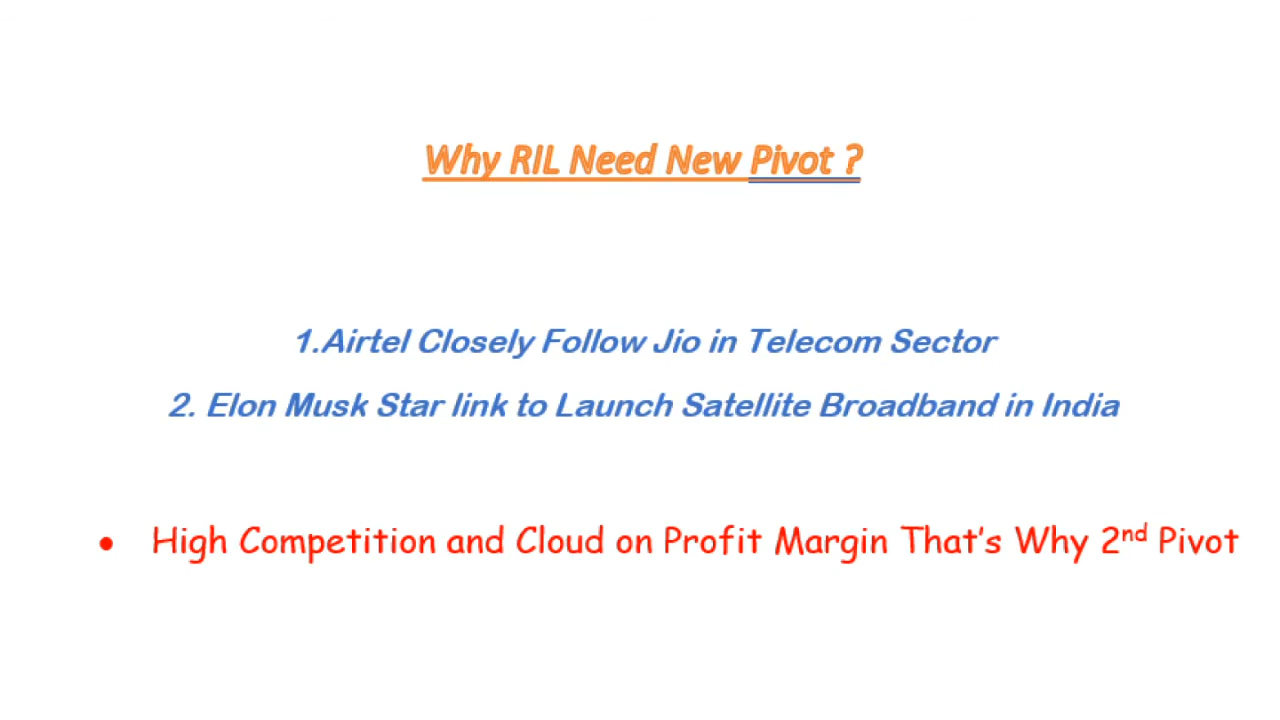 Why RIL Need New Pivot ?
1.Airtel Closely Follow Jio in Telecom Sector
2. Elon Musk Star link to Launch Satellite Broadband in India
• High Competition and Cloud on Profit Margin That's Why 2nd Pivot